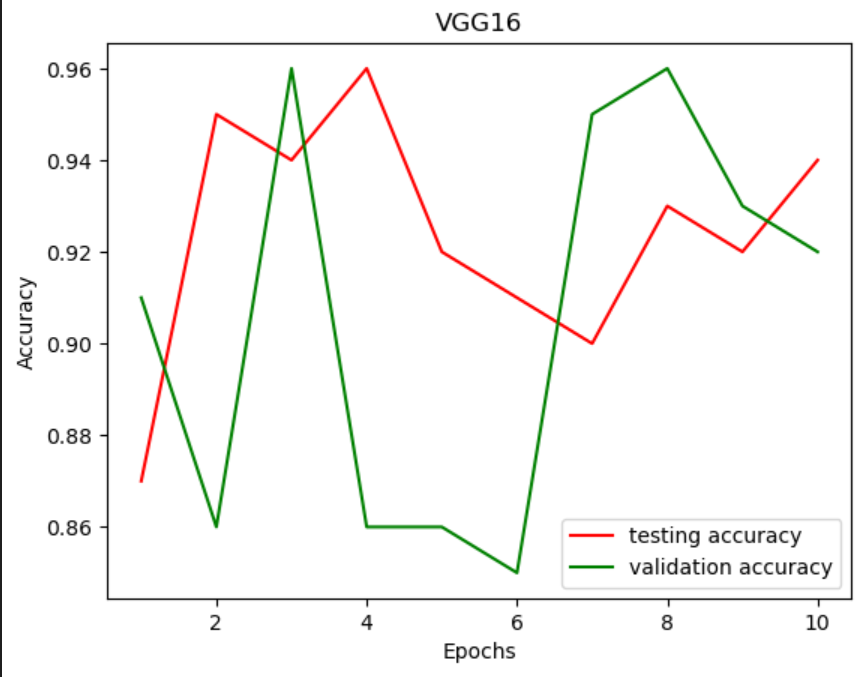 VGG16
0.96
0.94
0.92
0.90
0.88
0.86
Accuracy
testing accuracy
validation accuracy
2 4 6 8 10
Epochs